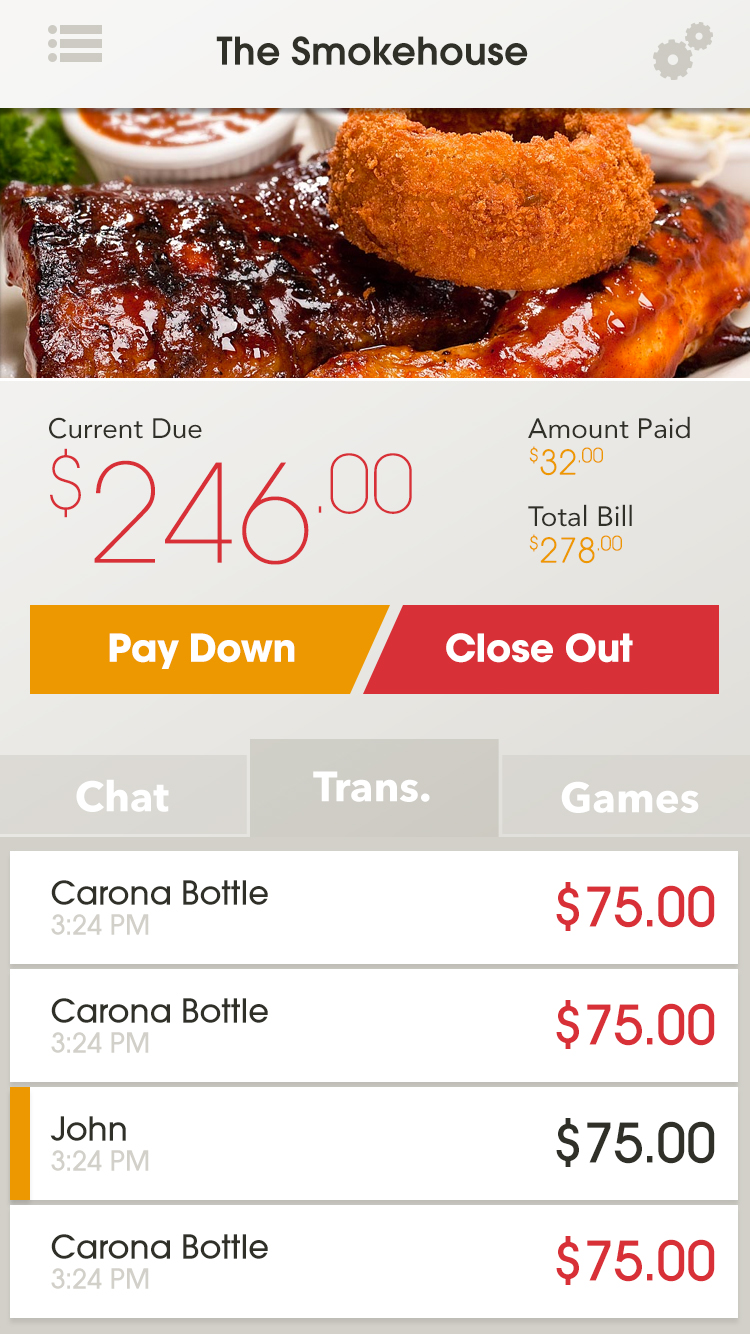 The Smokehouse
Current Due
$246.00
Amount Paid
$32.00
Total Bill
$278.00
Pay Down
Close Out
Chat
Trans.
Games
Carona Bottle
3:24 PM
$75.00
Carona Bottle
3:24 PM
$75.00
John
3:24 PM
$75.00
Carona Bottle
3:24 PM
$75.00